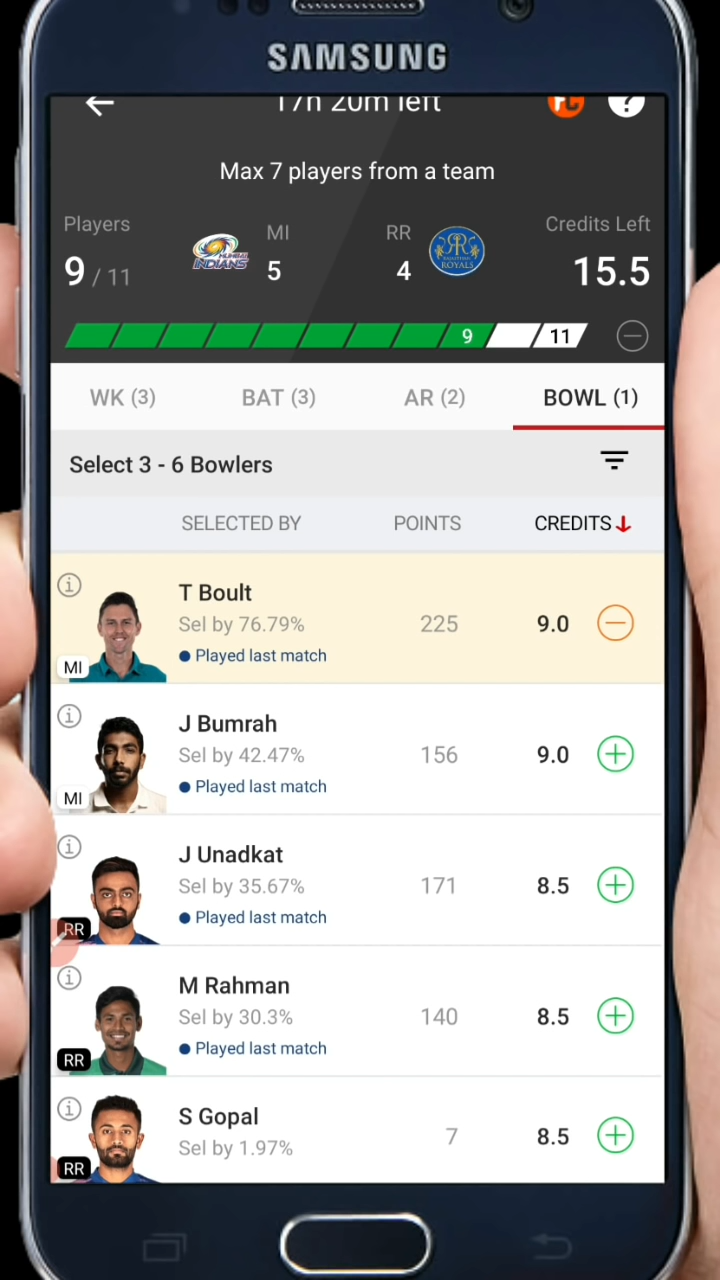 SAMSUNG
17h 20m left
Max 7 players from a team
Players
MI
RR
Credits Left
9 / 11
5
4
15.5
MUMBAI
INDIANS
RAJASTHAN
ROYALS
9
11
WK (3)
BAT (3)
AR (2)
BOWL (1)
Select 3 - 6 Bowlers
SELECTED BY
POINTS
CREDITS
T Boult
Sel by 76.79%
225
9.0
Played last match
MI
J Bumrah
Sel by 42.47%
156
9.0
Played last match
MI
J Unadkat
Sel by 35.67%
171
8.5
Played last match
RR
M Rahman
Sel by 30.3%
140
8.5
Played last match
RR
S Gopal
Sel by 1.97%
7
8.5
RR